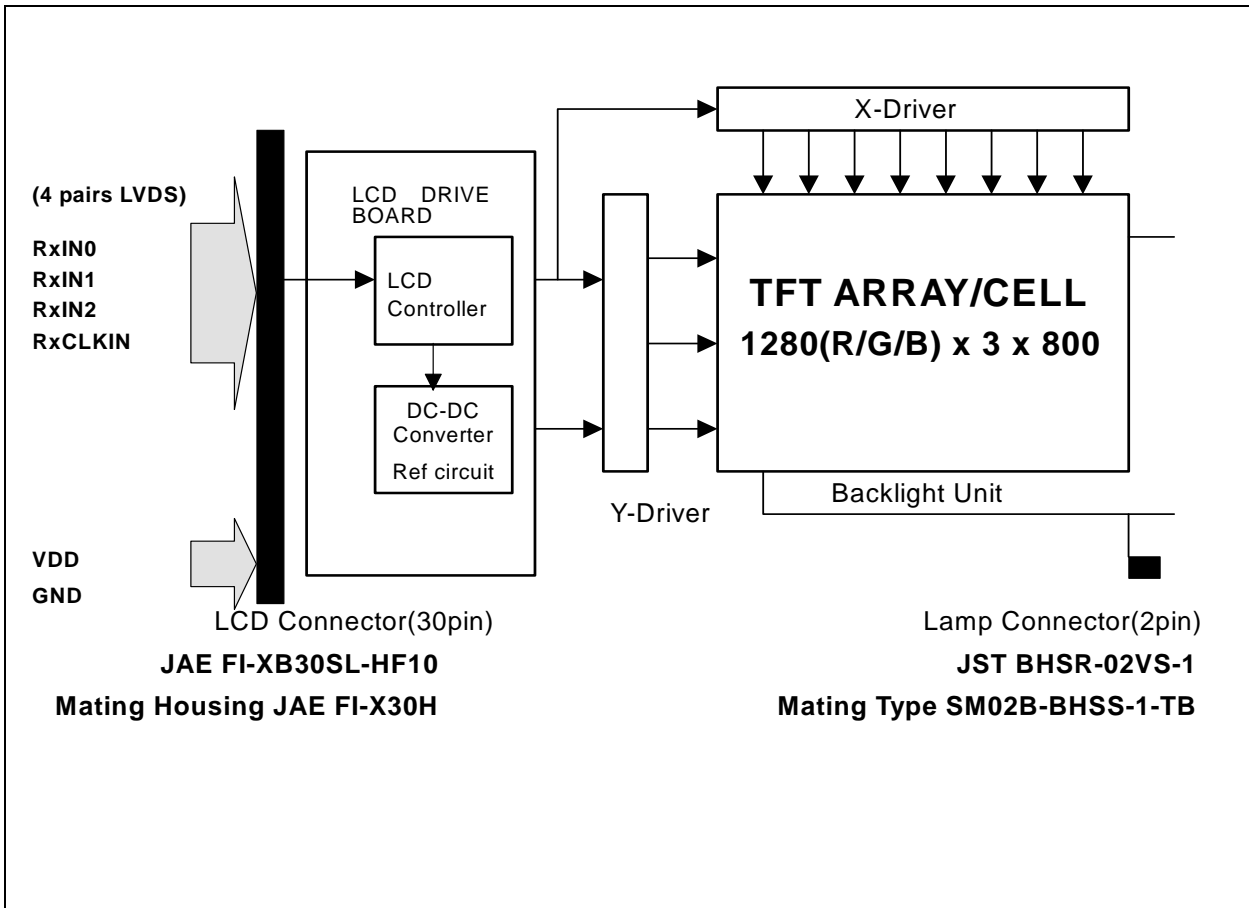 X-Driver
(4 pairs LVDS)
RxIN0
RxIN1
RxIN2
RxCLKIN
LCD DRIVE
BOARD
LCD
Controller
DC-DC
Converter
Ref circuit
TFT ARRAY/CELL
1280(R/G/B) x 3 x 800
Y-Driver
Backlight Unit
VDD
GND
LCD Connector(30pin)
JAE FI-XB30SL-HF10
Mating Housing JAE FI-X30H
Lamp Connector(2pin)
JST BHSR-02VS-1
Mating Type SM02B-BHSS-1-TB